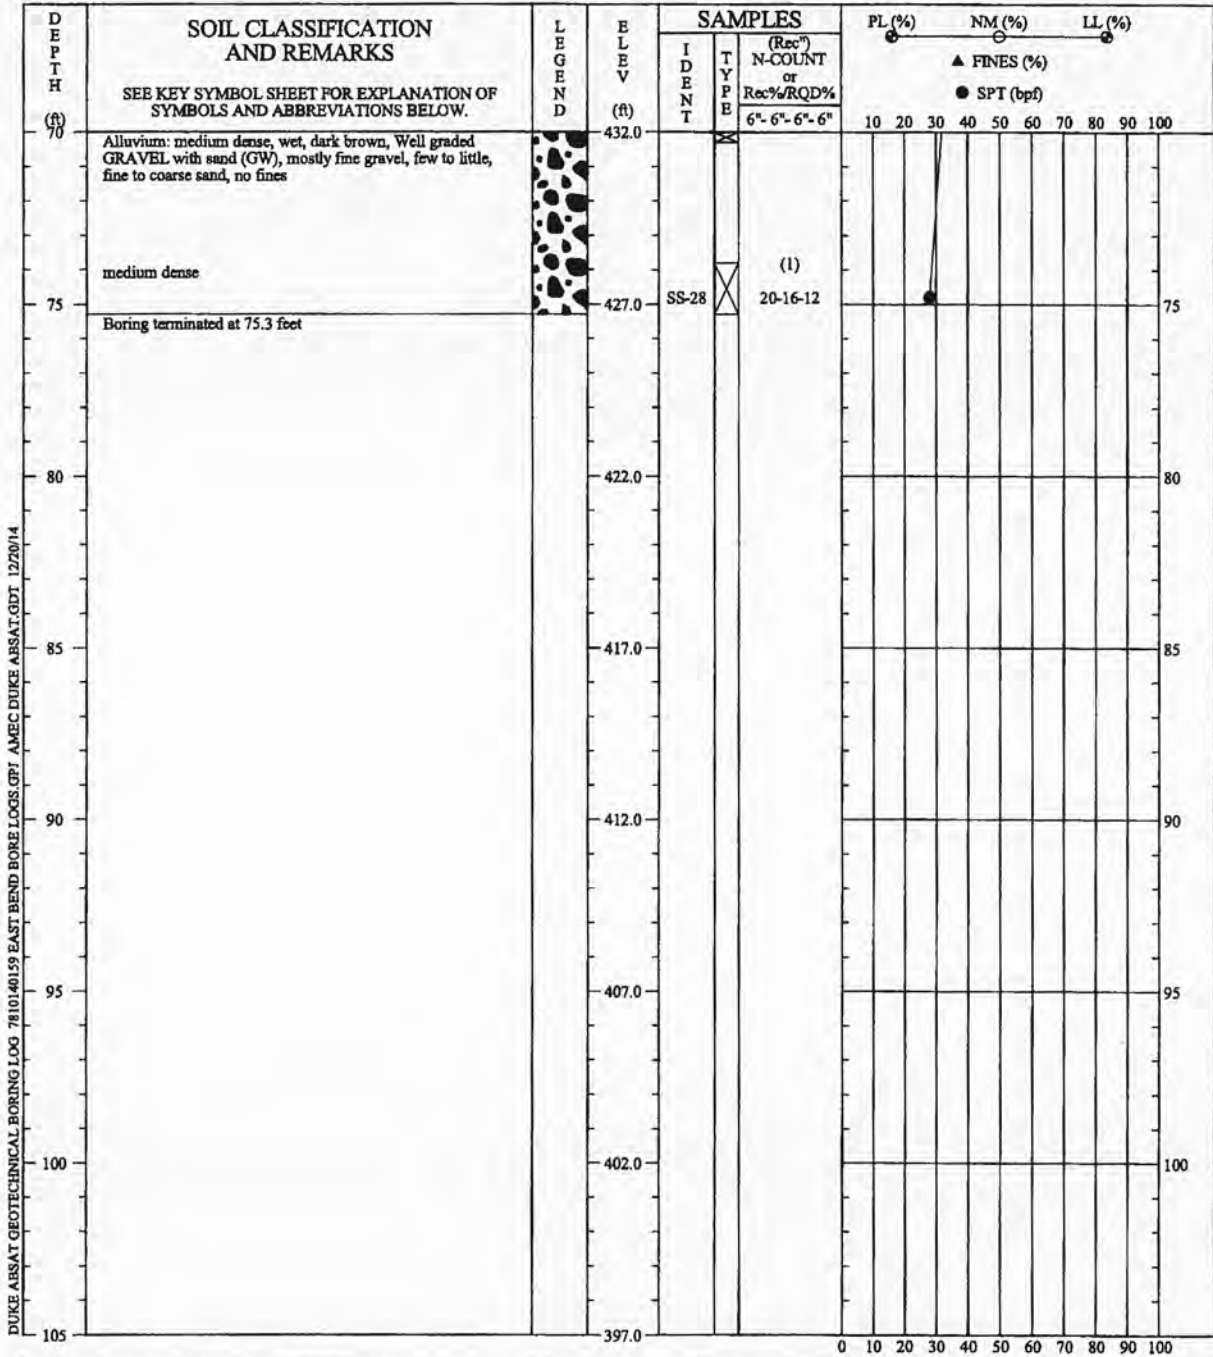 DEPTH
(ft)
SOIL CLASSIFICATION
AND REMARKS
SEE KEY SYMBOL SHEET FOR EXPLANATION OF
SYMBOLS AND ABBREVIATIONS BELOW.
LEGEND
ELEV
(ft)
SAMPLES
IDENT
TYPE
(Rec")
N-COUNT
or
Rec%/RQD%
6"- 6"- 6"- 6"
PL (%) NM (%) LL (%)
▲ FINES (%)
● SPT (bpf)
10 20 30 40 50 60 70 80 90 100
70
432.0
Alluvium: medium dense, wet, dark brown, Well graded
GRAVEL with sand (GW), mostly fine gravel, few to little,
fine to coarse sand, no fines
medium dense
(1)
SS-28
20-16-12
75 427.0 75
Boring terminated at 75.3 feet
80 422.0 80
85 417.0 85
90 412.0 90
95 407.0 95
100 402.0 100
105 397.0
0 10 20 30 40 50 60 70 80 90 100
DUKE ABSAT GEOTECHNICAL BORING LOG 7810140159 EAST BEND BORE LOGS.GPJ AMEC DUKE ABSAT.GDT 12/20/14